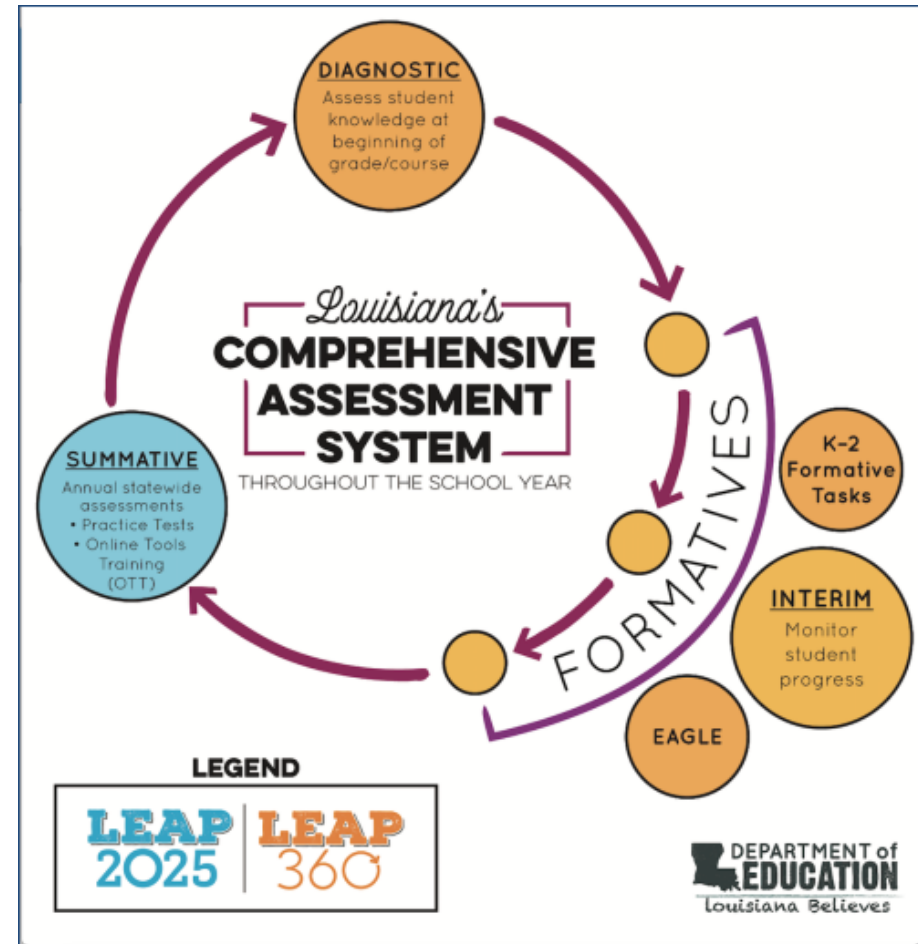 DIAGNOSTIC
Assess student
knowledge at
beginning of
grade/course
Louisiana's
COMPREHENSIVE
ASSESSMENT
SYSTEM
THROUGHOUT THE SCHOOL YEAR
FORMATIVES
K-2
Formative
Tasks
INTERIM
Monitor
student
progress
EAGLE
SUMMATIVE
Annual statewide
assessments
• Practice Tests
• Online Tools
Training
(OTT)
LEGEND
LEAP
2025
LEAP
360
DEPARTMENT of
EDUCATION
Louisiana Believes